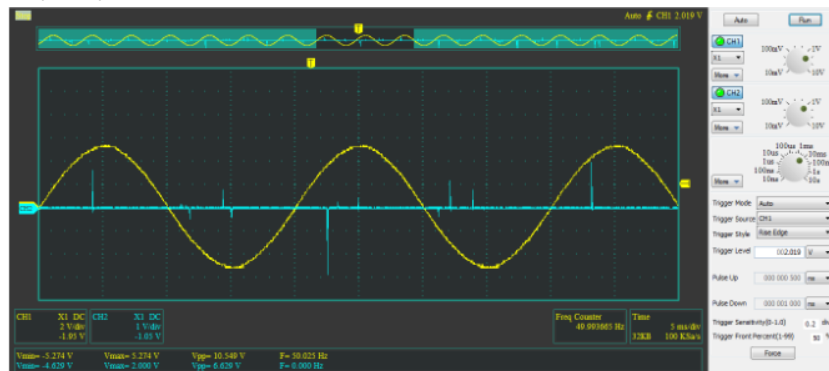 Auto CH1 2.019 V
T
T
Auto
Run
CH1
100mV 1V
X1
More
10mV 10V
CH2
100mV 1V
X1
More
10mV 10V
100us 1ms
10us 10ms
1us 100m
100ns 1s
More
10ns 10s
Trigger Mode Auto
Trigger Source CH1
Trigger Style Rise Edge
Trigger Level 002.019 V
Pulse Up 000 000 500 ns
Pulse Down 000 001 000 ns
Trigger Sensitivity(0-1.0) 0.2 div
Trigger Front Percent(1-99) 50 %
Force
CH1 X1 DC
2 V/div
-1.95 V
CH2 X1 DC
1 V/div
-1.05 V
Freq Counter
49.993665 Hz
Time
5 ms/div
32KB 100 KSa/s
Vmin= -5.274 V Vmax= 5.274 V Vpp= 10.549 V F= 50.025 Hz
Vmin= -4.629 V Vmax= 2.000 V Vpp= 6.629 V F= 0.000 Hz